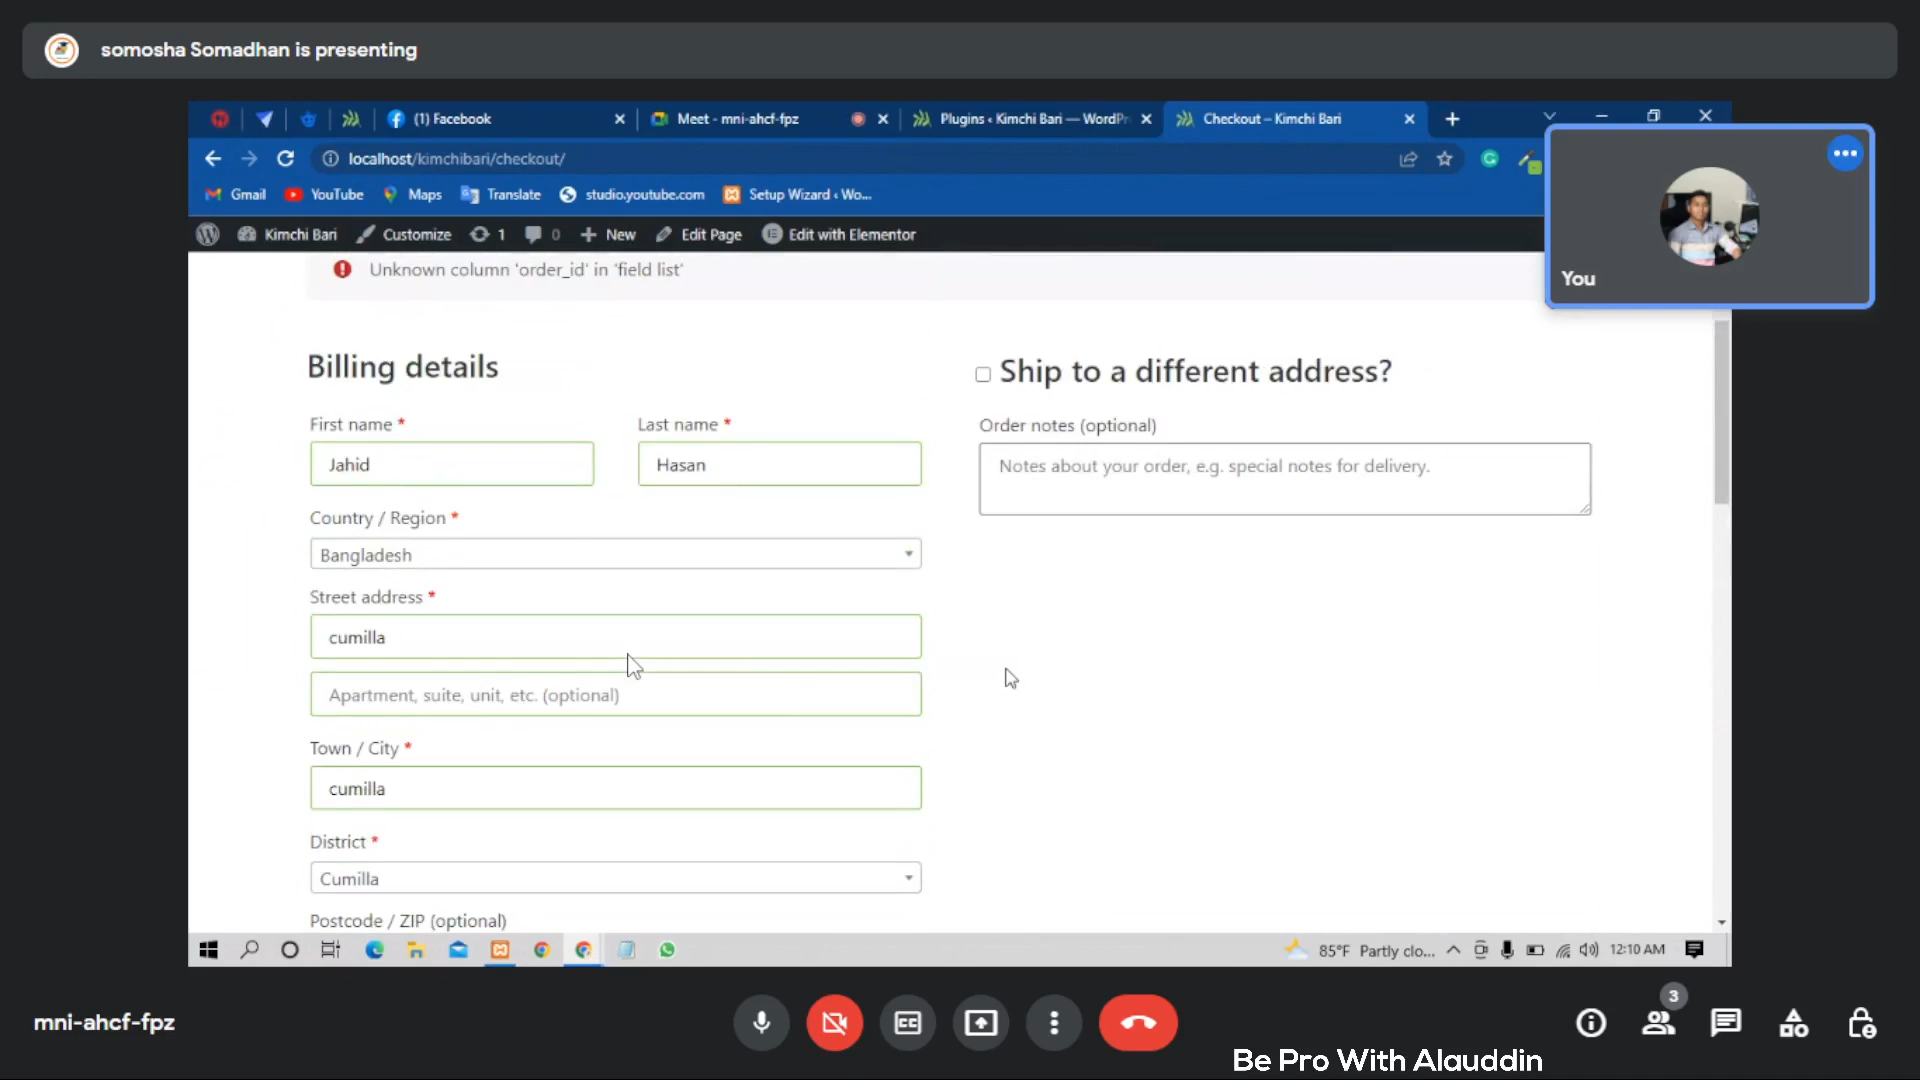 somosha Somadhan is presenting
(1) Facebook
Meet - mni-ahcf-fpz
Plugins ‹ Kimchi Bari — WordPr
Checkout – Kimchi Bari
localhost/kimchibari/checkout/
Gmail
YouTube
Maps
Translate
studio.youtube.com
Setup Wizard ‹ Wo...
Kimchi Bari
Customize
1
0
New
Edit Page
Edit with Elementor
You
Unknown column 'order_id' in 'field list'
Billing details
Ship to a different address?
First name *
Last name *
Order notes (optional)
Jahid
Hasan
Notes about your order, e.g. special notes for delivery.
Country / Region *
Bangladesh
Street address *
cumilla
Apartment, suite, unit, etc. (optional)
Town / City *
cumilla
District *
Cumilla
Postcode / ZIP (optional)
85°F Partly clo...
12:10 AM
mni-ahcf-fpz
3
Be Pro With Alauddin